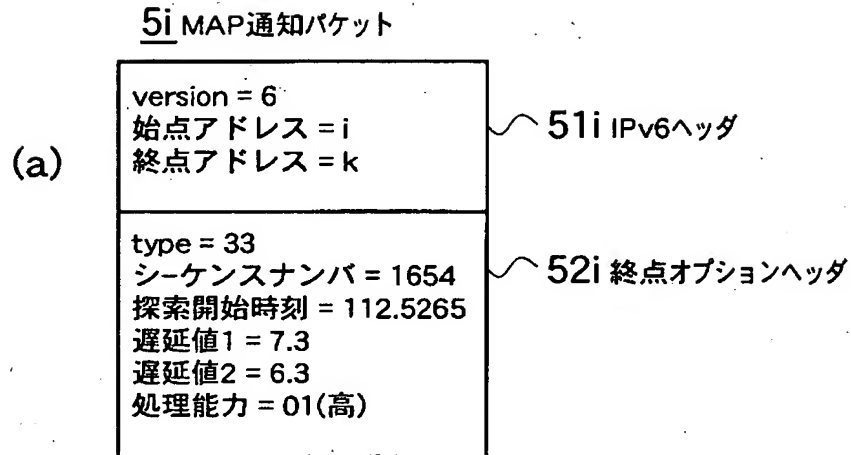 5i MAP通知パケット
(a)
version = 6
始点アドレス = i
終点アドレス = k
51i IPv6ヘッダ
type = 33
シーケンスナンバ = 1654
探索開始時刻 = 112.5265
遅延値1 = 7.3
遅延値2 = 6.3
処理能力 = 01(高)
52i 終点オプションヘッダ